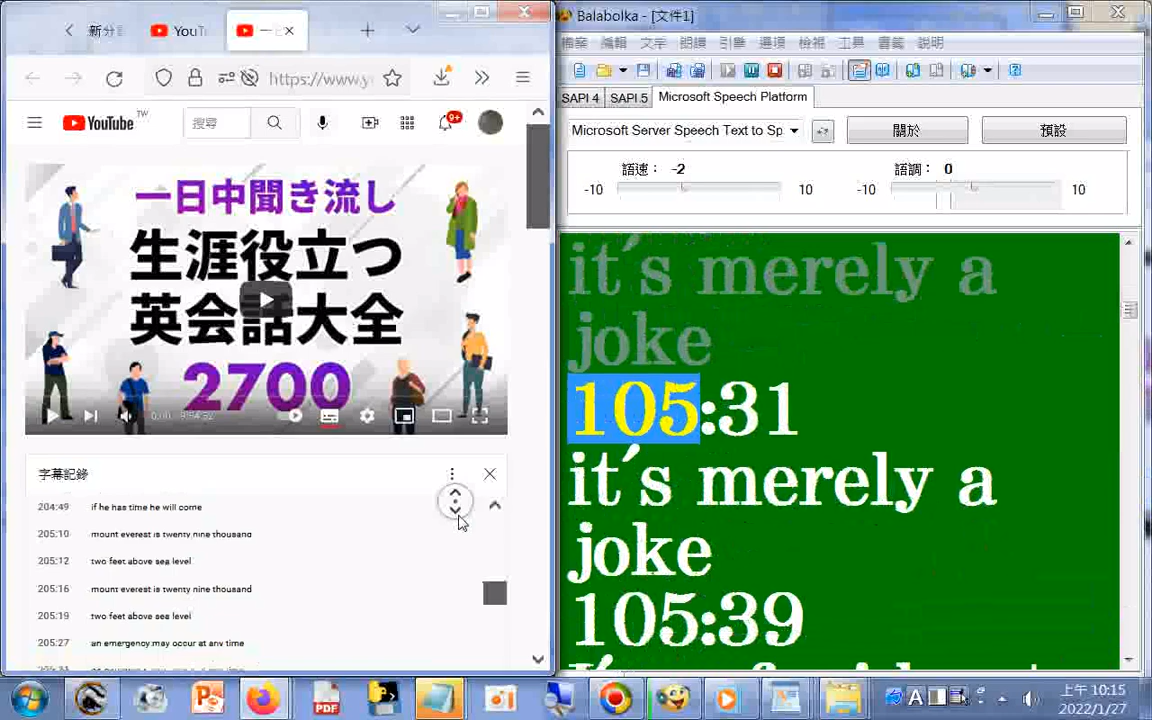 新分
YouT
一
Balabolka - [文件1]
檔案 編輯 文字 朗讀 引擎 選項 檢視 工具 書籤 說明
https://www.y
SAPI 4 SAPI 5 Microsoft Speech Platform
YouTube TW
搜尋
9+
Microsoft Server Speech Text to Sp
關於
預設
語速： -2
語調： 0
-10 10 -10 10
一日中聞き流し
生涯役立つ
英会話大全
2700
it's merely a
joke
105:31
it's merely a
joke
105:39
字幕記錄
204:49 if he has time he will come
205:10 mount everest is twenty nine thousand
205:12 two feet above sea level
205:16 mount everest is twenty nine thousand
205:19 two feet above sea level
205:27 an emergency may occur at any time
PDF
A
上午 10:15
2022/1/27